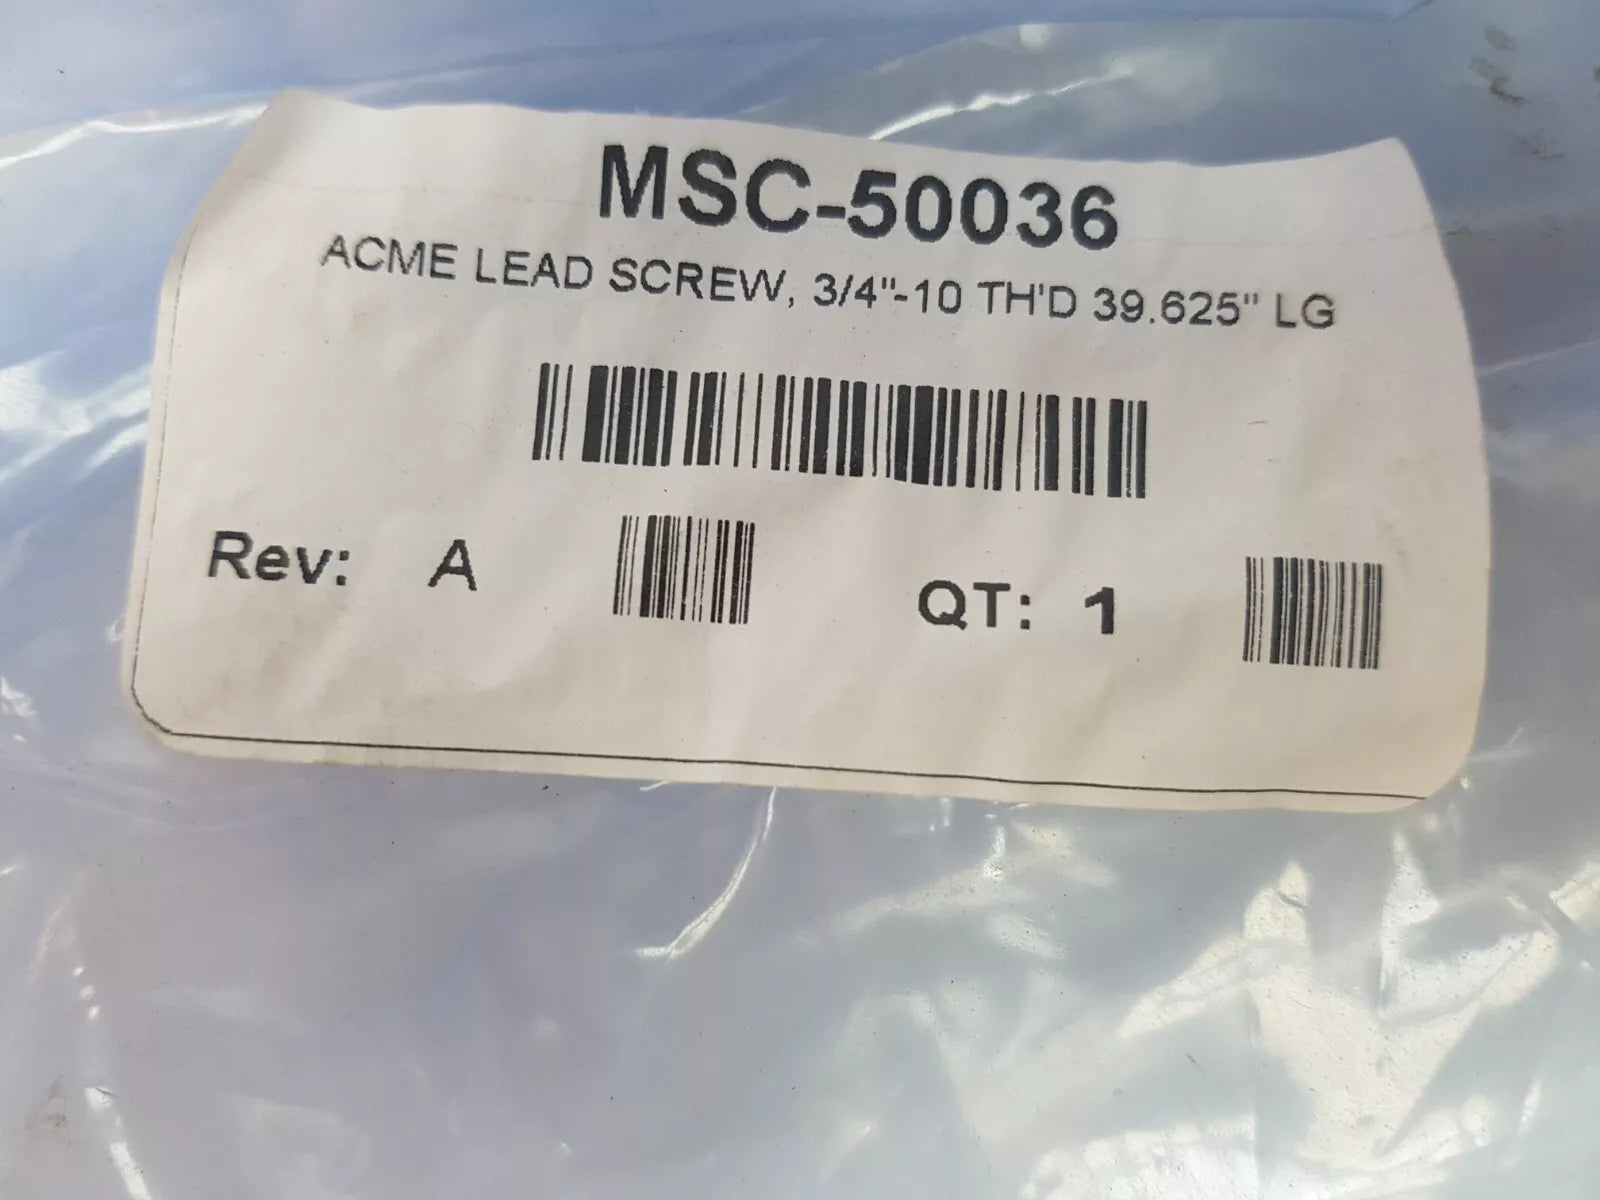 MSC-50036
ACME LEAD SCREW, 3/4"-10 TH'D 39.625" LG
Rev: A QT: 1